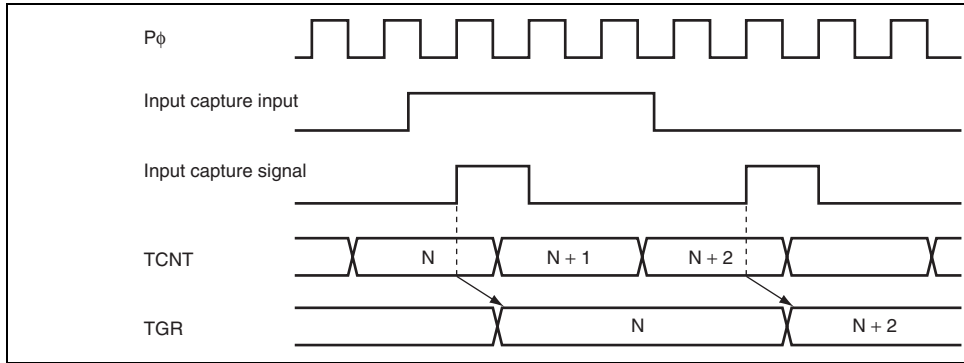 Pϕ
Input capture input
Input capture signal
TCNT N N + 1 N + 2
TGR N N + 2